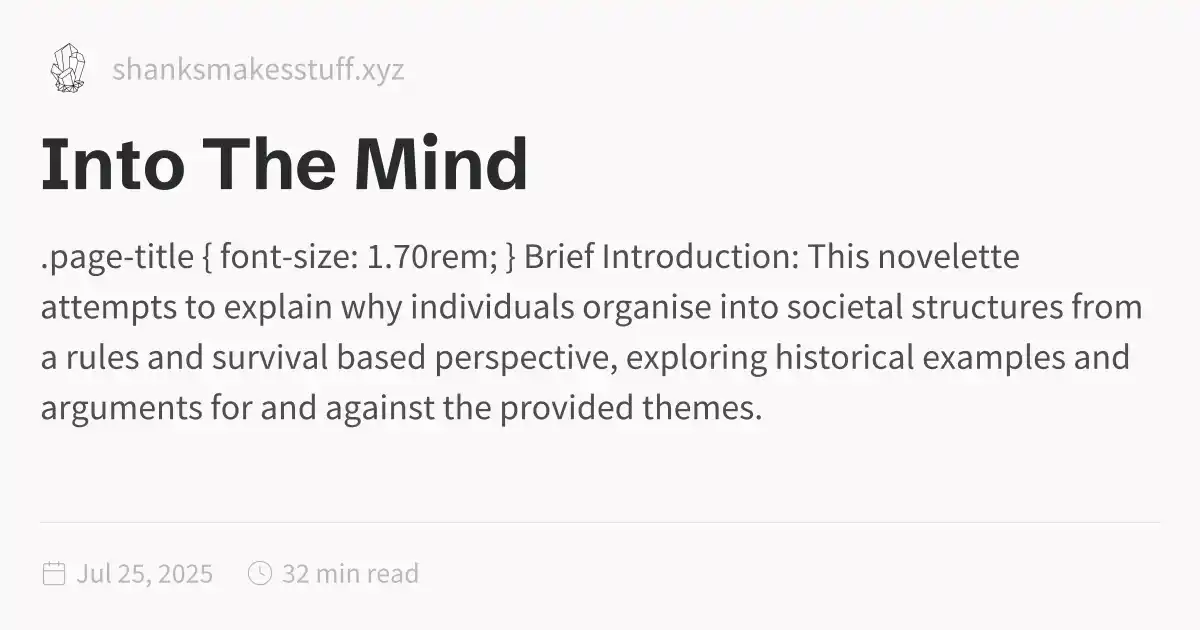 shanksmakesstuff.xyz
Into The Mind
.page-title { font-size: 1.70rem; } Brief Introduction: This novelette
attempts to explain why individuals organise into societal structures from
a rules and survival based perspective, exploring historical examples and
arguments for and against the provided themes.
Jul 25, 2025 32 min read